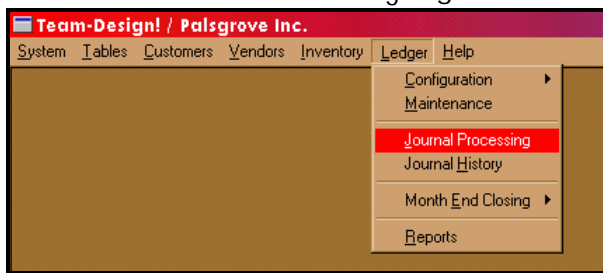 Team-Design! / Palsgrove Inc.
System Tables Customers Vendors Inventory Ledger Help
Configuration
Maintenance
Journal Processing
Journal History
Month End Closing
Reports